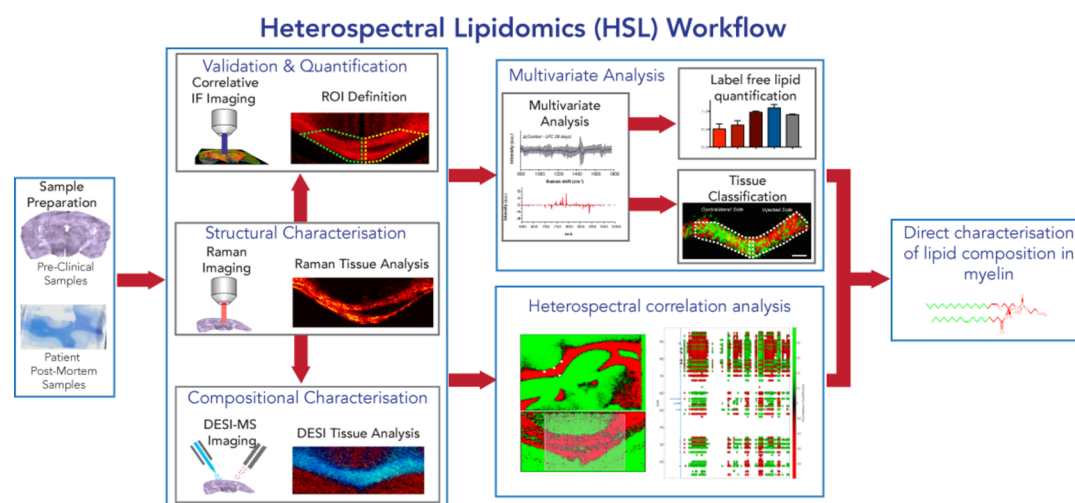 Heterospectral Lipidomics (HSL) Workflow
Sample
Preparation
Pre-Clinical
Samples
Patient
Post-Mortem
Samples
Validation & Quantification
Correlative
IF Imaging
ROI Definition
Structural Characterisation
Raman
Imaging
Raman Tissue Analysis
Compositional Characterisation
DESI-MS
Imaging
DESI Tissue Analysis
Multivariate Analysis
Multivariate
Analysis
Raman shift (cm⁻¹)
m/z
Label free lipid
quantification
Tissue
Classification
Contralateral Side
Injected Side
Heterospectral correlation analysis
Direct characterisation
of lipid composition in
myelin